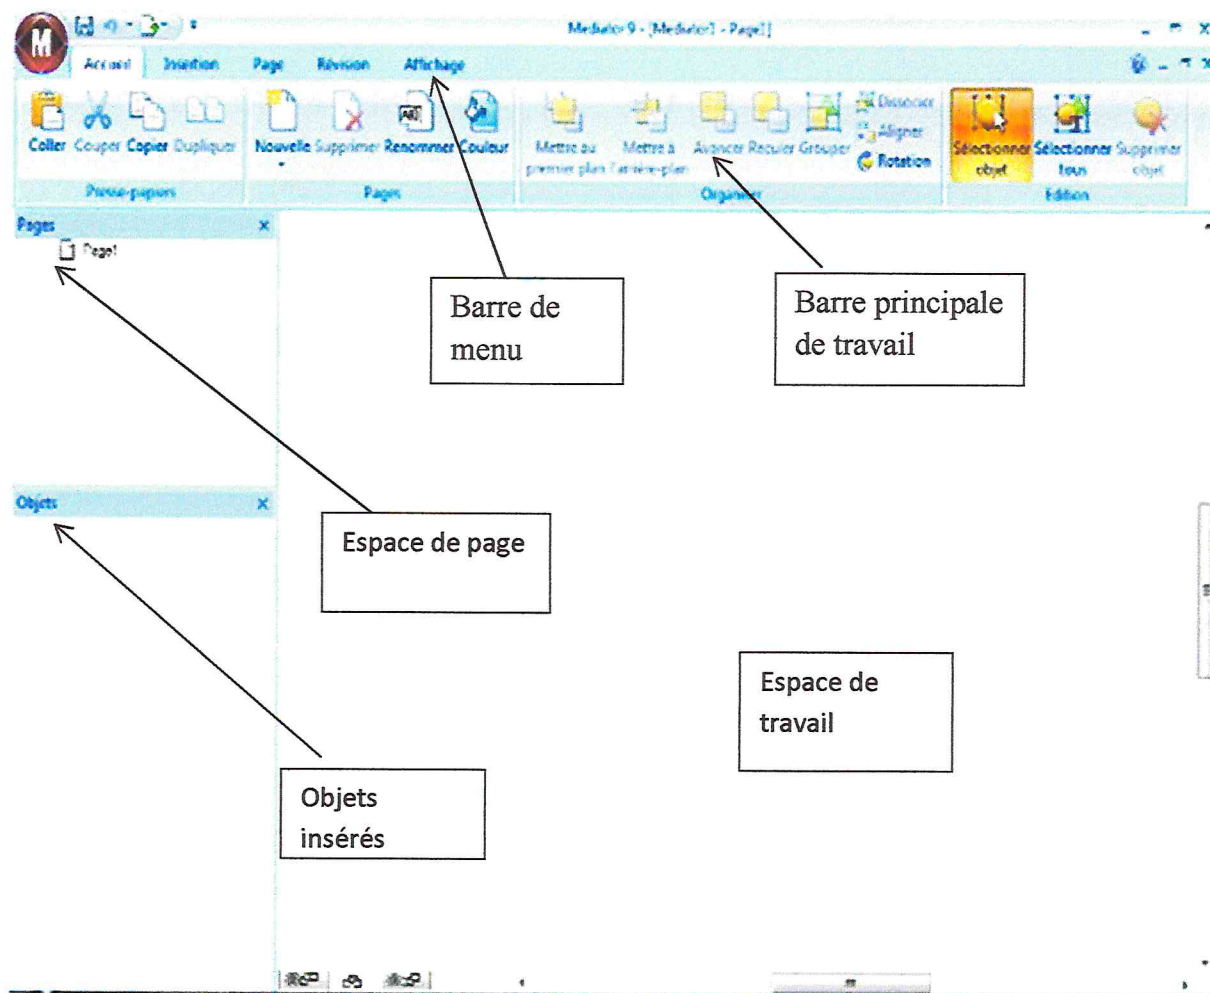 M
Mediator 9 - [Mediator1 - Page1]
Accueil Insertion Page Révision Affichage
Coller Couper Copier Dupliquer
Nouvelle Supprimer Renommer Couleur
Mettre au premier plan
Mettre à l'arrière-plan
Avancer Reculer Grouper
Dissocier
Aligner
Rotation
Sélectionner objet
Sélectionner tous
Supprimer objet
Presse-papiers Pages Organiser Edition
Pages
Page1
Barre de
menu
Barre principale
de travail
Objets
Espace de page
Espace de
travail
Objets
insérés